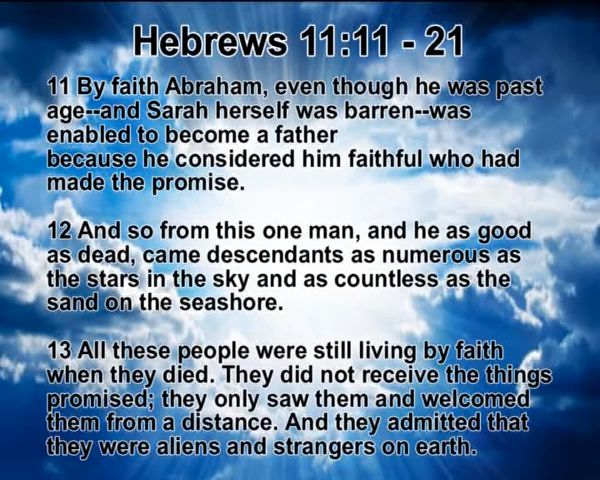 Hebrews 11:11 - 21
11 By faith Abraham, even though he was past
age--and Sarah herself was barren--was
enabled to become a father
because he considered him faithful who had
made the promise.
12 And so from this one man, and he as good
as dead, came descendants as numerous as
the stars in the sky and as countless as the
sand on the seashore.
13 All these people were still living by faith
when they died. They did not receive the things
promised; they only saw them and welcomed
them from a distance. And they admitted that
they were aliens and strangers on earth.